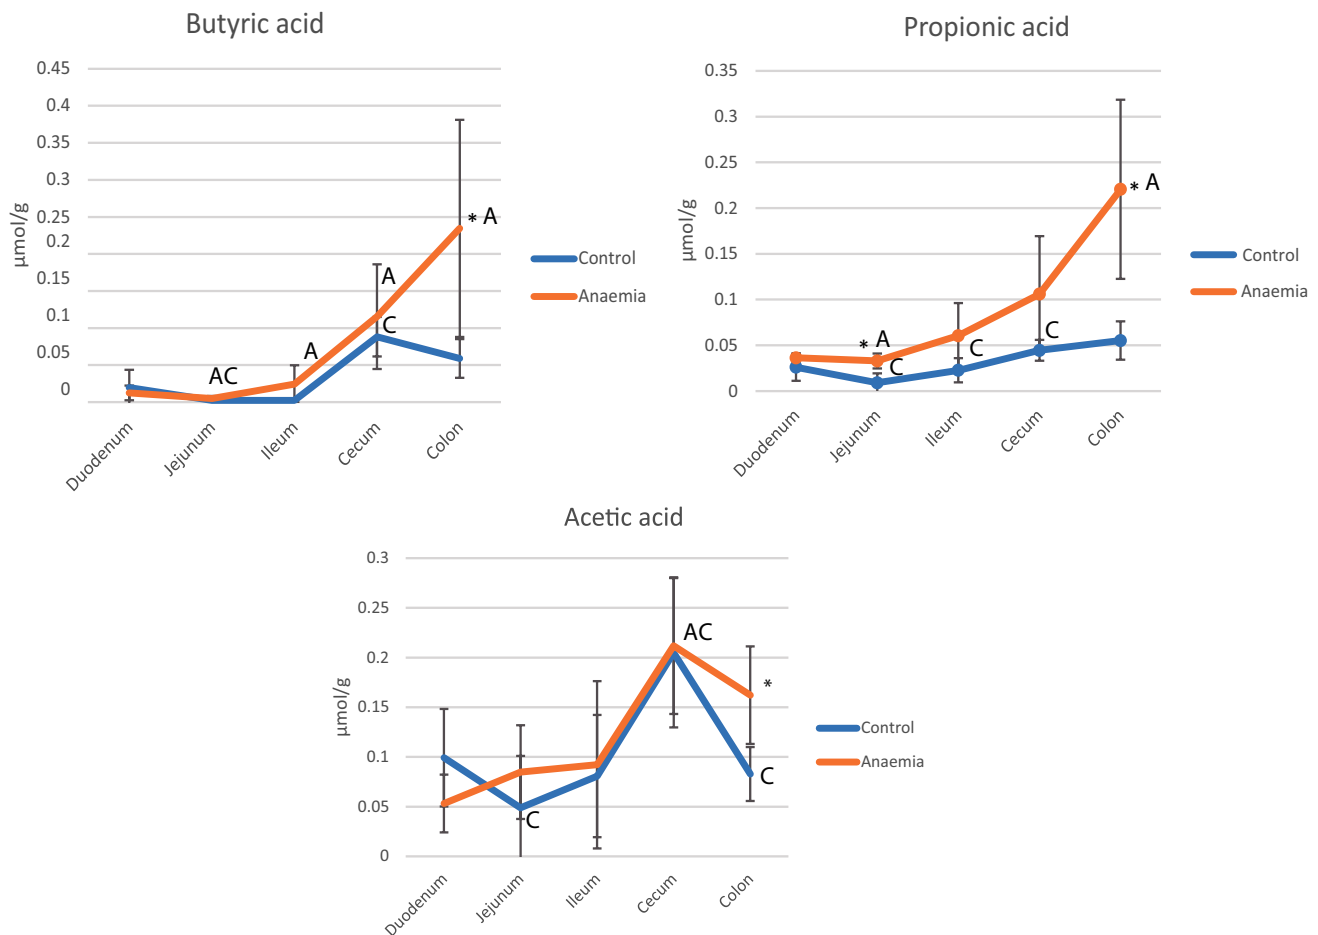 Butyric acid
0.45
0.4
0.35
0.3
0.25
0.2
0.15
0.1
0.05
0
µmol/g
* A
A
C
A
AC
Duodenum
Jejunum
Ileum
Cecum
Colon
Control
Anaemia
Propionic acid
0.35
0.3
0.25
0.2
0.15
0.1
0.05
0
µmol/g
* A
C
* A
C
C
Duodenum
Jejunum
Ileum
Cecum
Colon
Control
Anaemia
Acetic acid
0.3
0.25
0.2
0.15
0.1
0.05
0
µmol/g
AC
*
C
C
Duodenum
Jejunum
Ileum
Cecum
Colon
Control
Anaemia